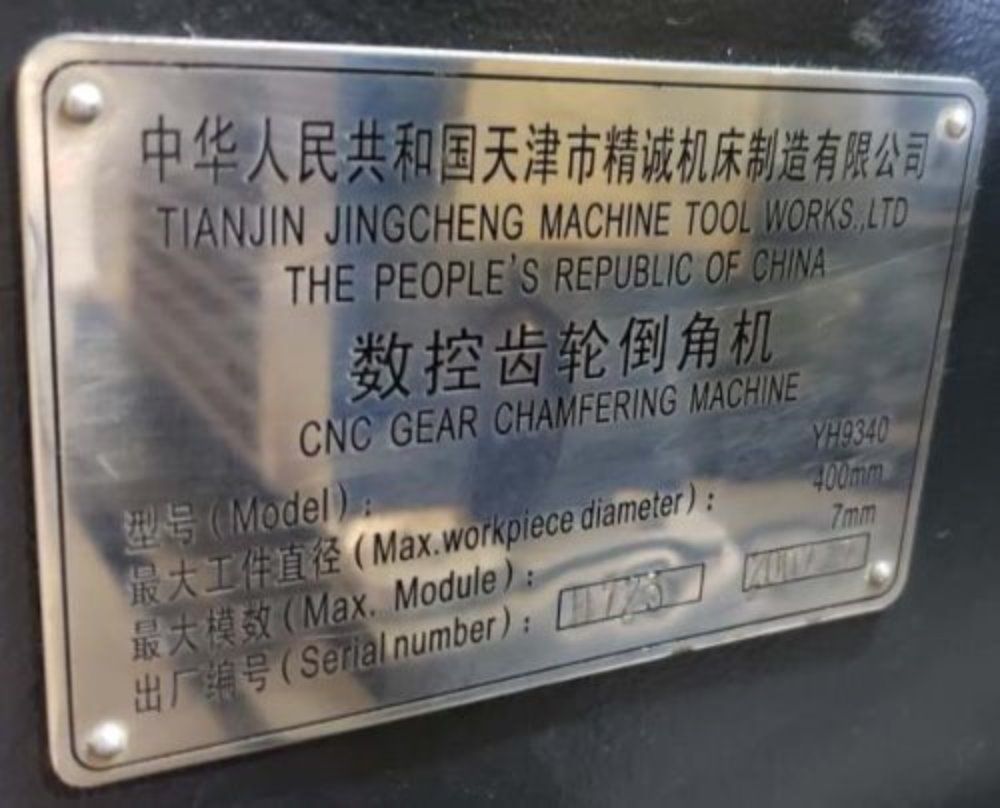 中华人民共和国天津市精诚机床制造有限公司
TIANJIN JINGCHENG MACHINE TOOL WORKS.,LTD
THE PEOPLE'S REPUBLIC OF CHINA
数控齿轮倒角机
CNC GEAR CHAMFERING MACHINE
型号(Model): YH9340
最大工件直径(Max.workpiece diameter): 400mm
最大模数(Max. Module): 7mm
出厂编号(Serial number):